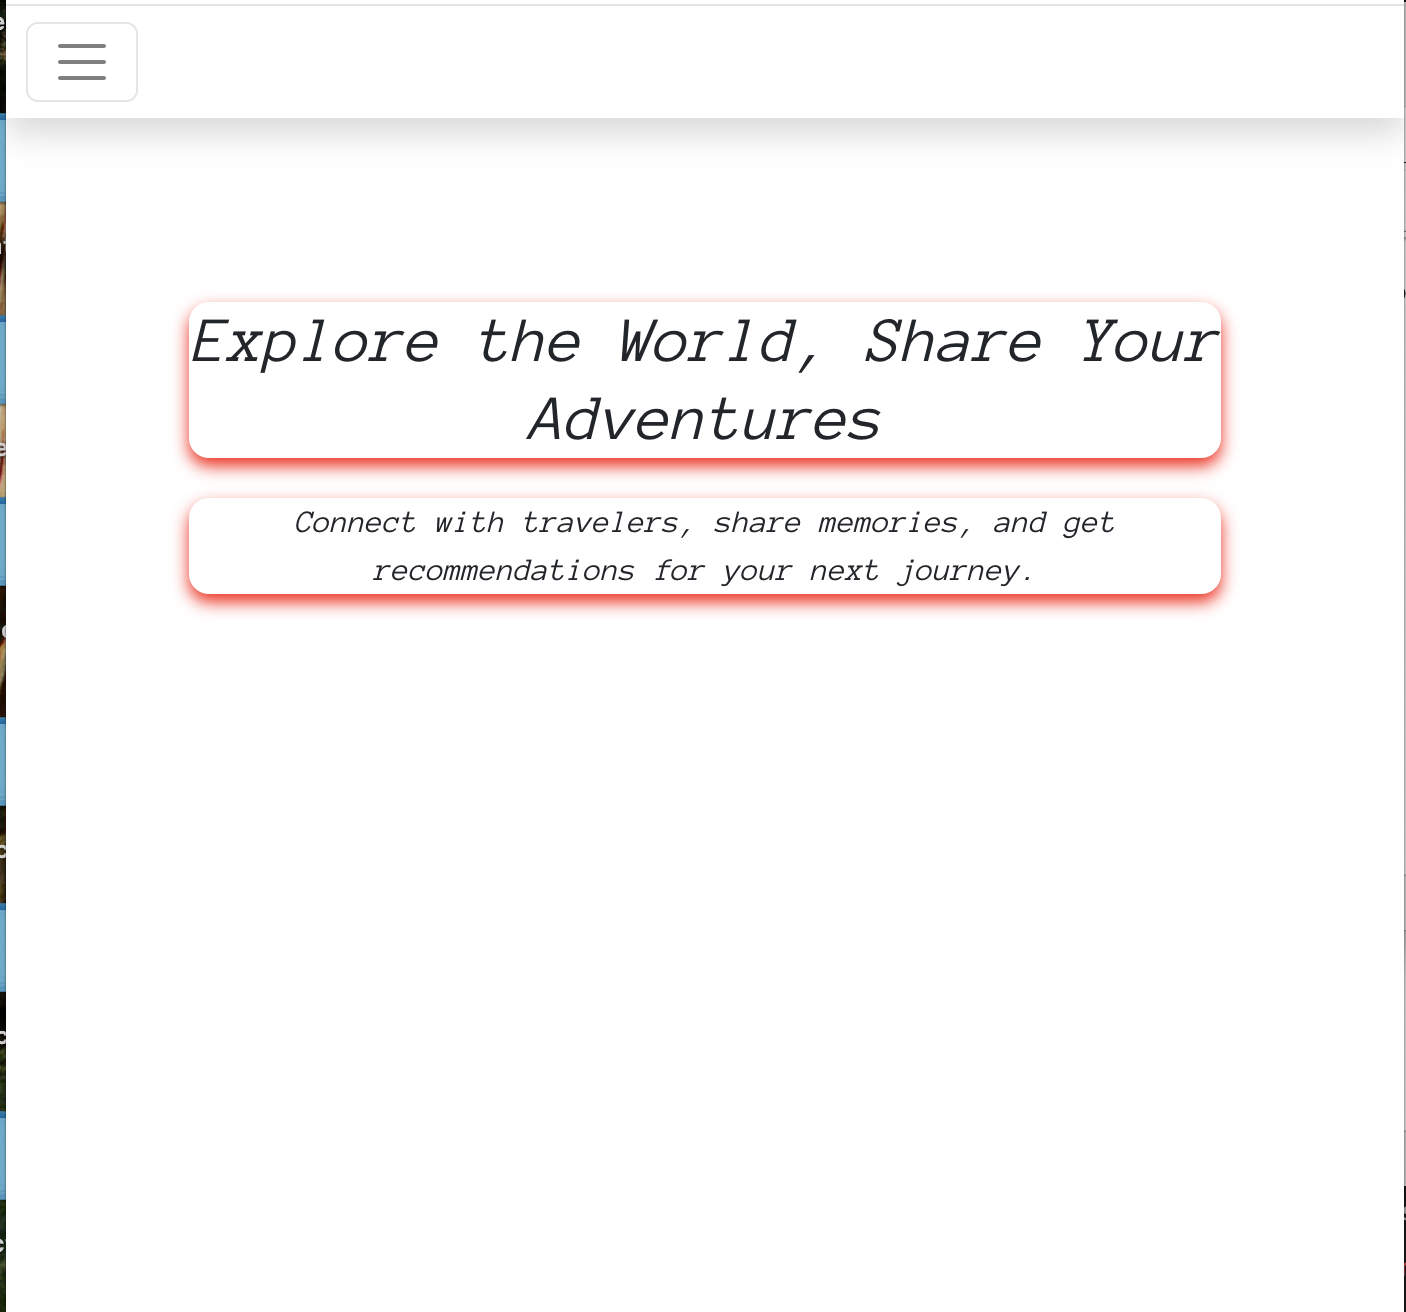 Explore the World, Share Your
Adventures
Connect with travelers, share memories, and get
recommendations for your next journey.